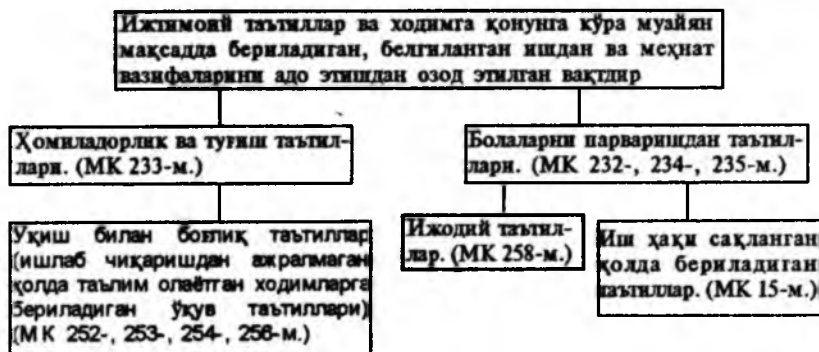 Ижтимоий таътиллар ва ходимга қонунга кўра муайян
мақсадда бериладиган, белгиланган ишдан ва меҳнат
вазифаларини адо этишдан озод этилган вақтдир
Ҳомиладорлик ва туғиш таътил-
лари. (МК 233-м.)
Болаларни парваришдан таътил-
лари. (МК 232-, 234-, 235-м.)
Уқиш билан боғлиқ таътиллар
(ишлаб чиқаришдан ажралмаган
ҳолда таълим олаётган ходимларга
бериладиган ўқув таътиллари)
(МК 252-, 253-, 254-, 256-м.)
Ижодий таътил-
лар. (МК 258-м.)
Иш ҳақи сақланган
ҳолда бериладиган
таътиллар. (МК 15-м.)